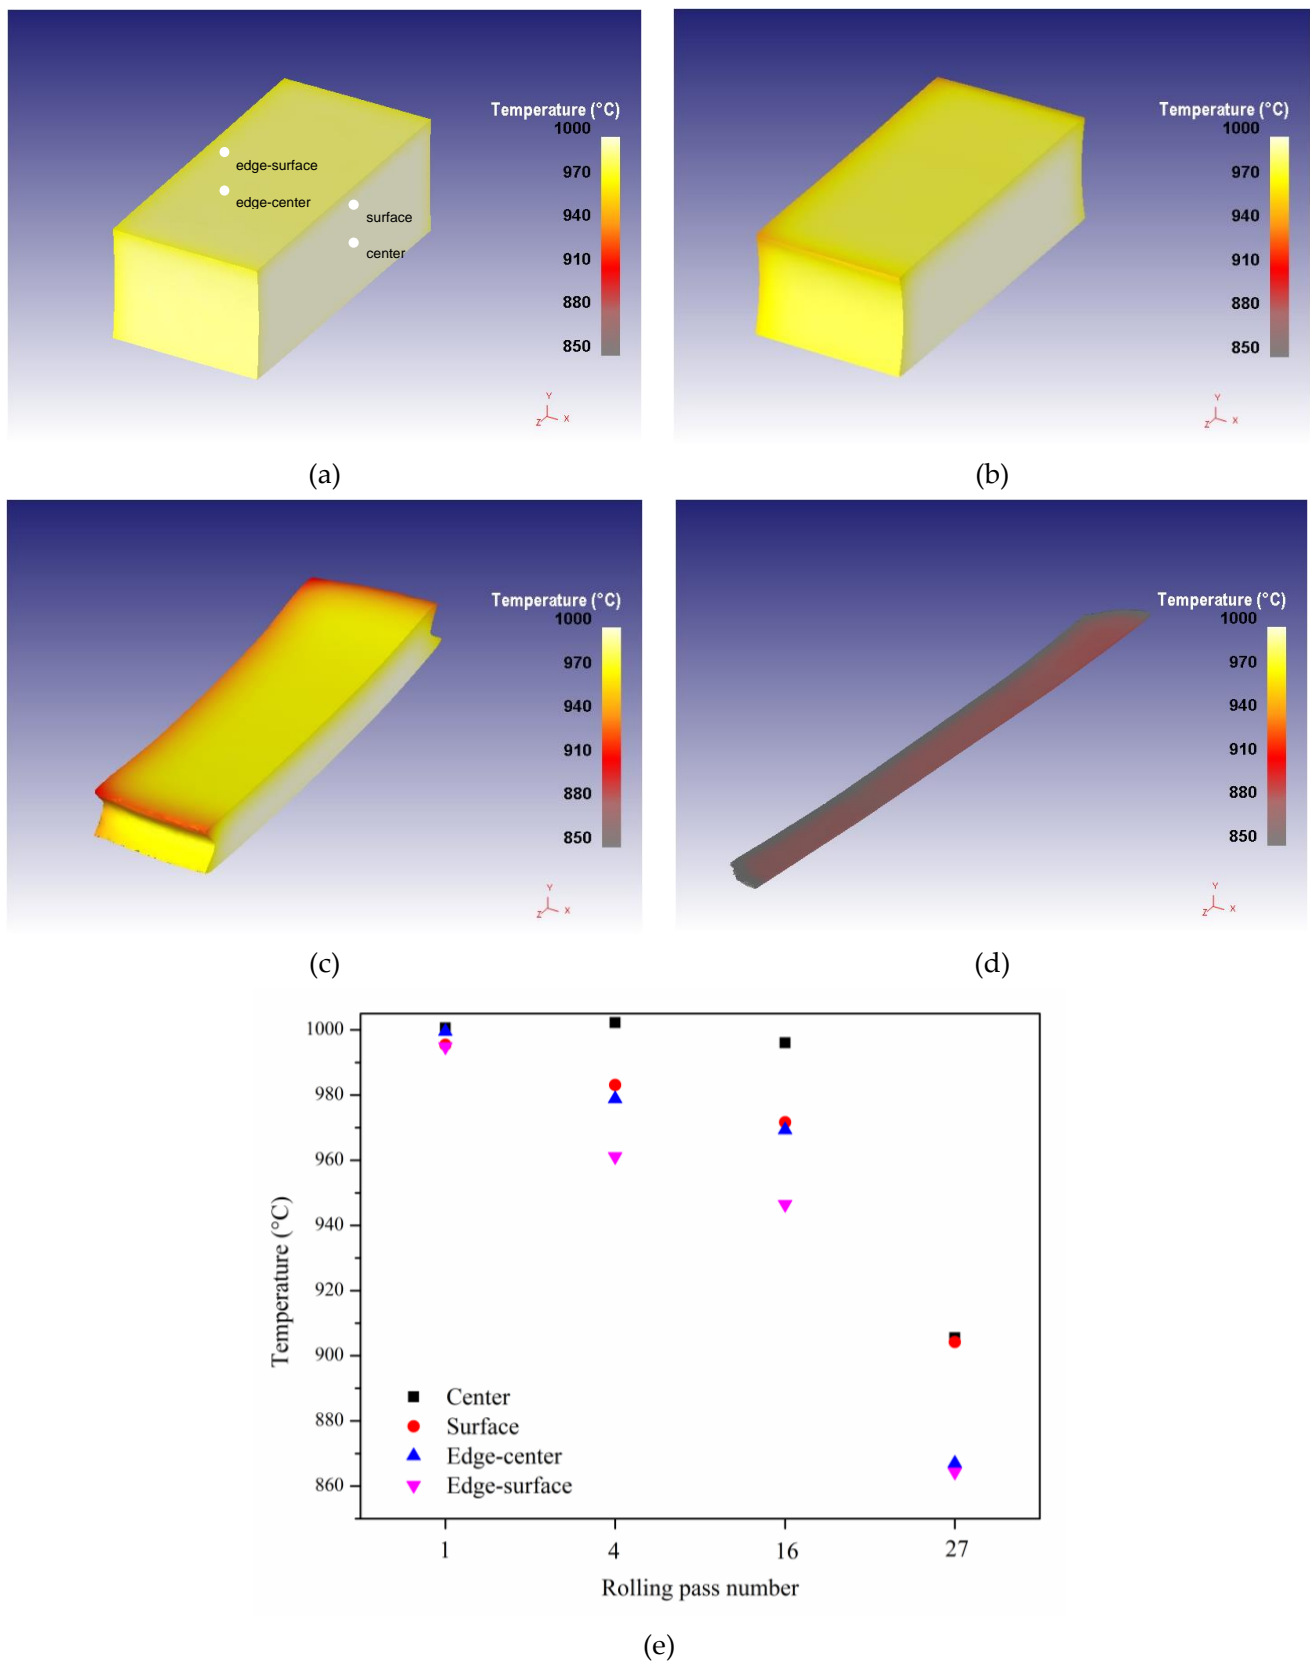 Temperature (°C)
1000
970
940
910
880
850
edge-surface
edge-center
surface
center
Y
Z X
(a)
Temperature (°C)
1000
970
940
910
880
850
Y
Z X
(b)
Temperature (°C)
1000
970
940
910
880
850
Y
Z X
(c)
Temperature (°C)
1000
970
940
910
880
850
Y
Z X
(d)
1000
980
960
940
920
900
880
860
Temperature (°C)
Center
Surface
Edge-center
Edge-surface
1 4 16 27
Rolling pass number
(e)